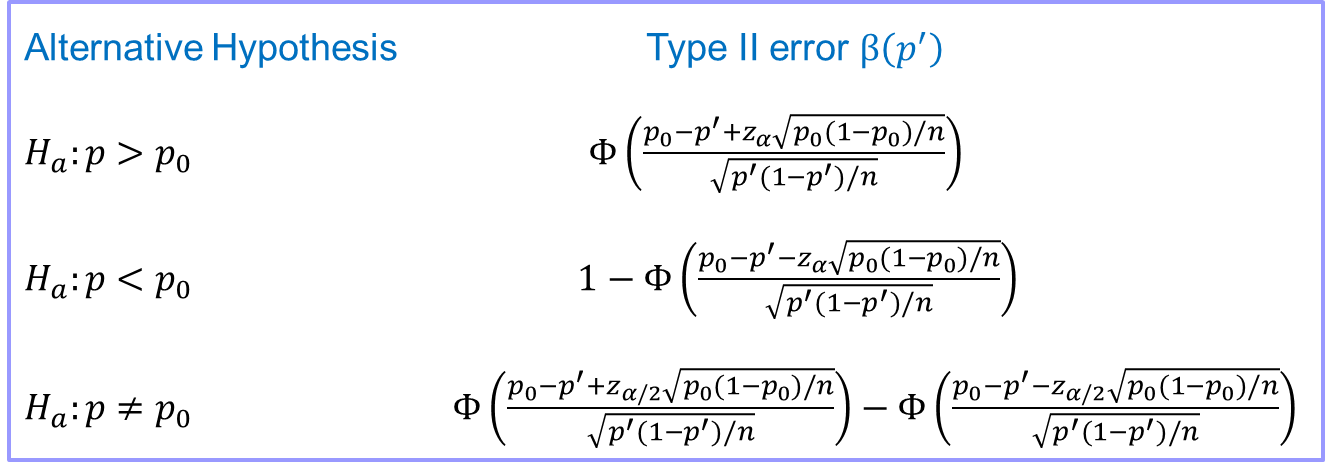 Alternative Hypothesis Type II error β(p′)
Hₐ: p > p₀ Φ((p₀−p′+z_α√(p₀(1−p₀)/n))/√(p′(1−p′)/n))
Hₐ: p < p₀ 1 − Φ((p₀−p′−z_α√(p₀(1−p₀)/n))/√(p′(1−p′)/n))
Hₐ: p ≠ p₀ Φ((p₀−p′+z_{α/2}√(p₀(1−p₀)/n))/√(p′(1−p′)/n)) − Φ((p₀−p′−z_{α/2}√(p₀(1−p₀)/n))/√(p′(1−p′)/n))